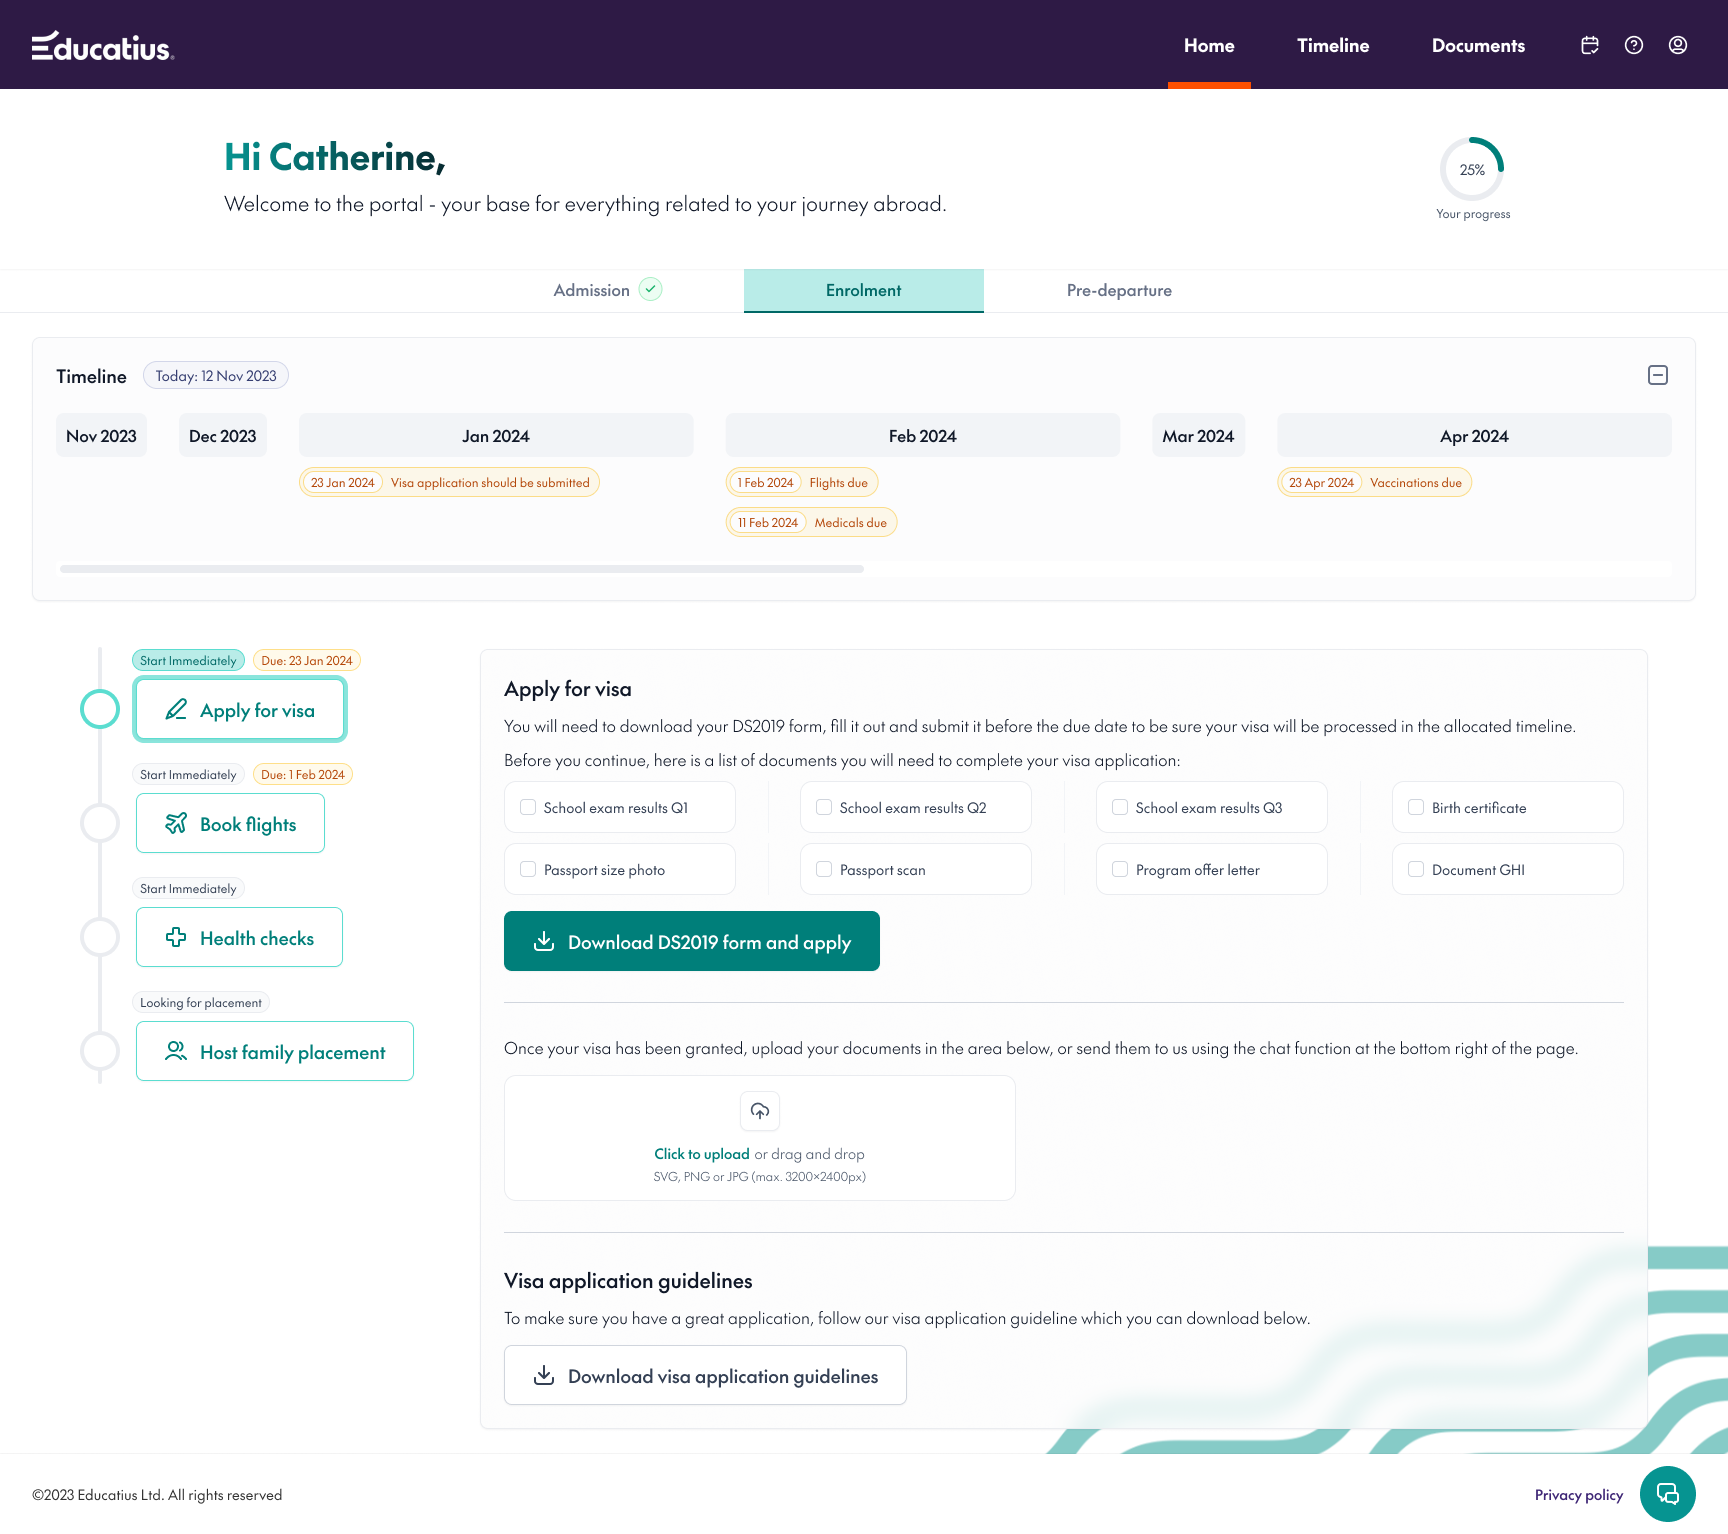 Educatius
Home
Timeline
Documents
Hi Catherine,
Welcome to the portal - your base for everything related to your journey abroad.
25%
Your progress
Admission
Enrolment
Pre-departure
Timeline
Today: 12 Nov 2023
Nov 2023
Dec 2023
Jan 2024
Feb 2024
Mar 2024
Apr 2024
23 Jan 2024 Visa application should be submitted
1 Feb 2024 Flights due
23 Apr 2024 Vaccinations due
11 Feb 2024 Medicals due
Start Immediately
Due: 23 Jan 2024
Apply for visa
Start Immediately
Due: 1 Feb 2024
Book flights
Start Immediately
Health checks
Looking for placement
Host family placement
Apply for visa
You will need to download your DS2019 form, fill it out and submit it before the due date to be sure your visa will be processed in the allocated timeline.
Before you continue, here is a list of documents you will need to complete your visa application:
School exam results Q1
School exam results Q2
School exam results Q3
Birth certificate
Passport size photo
Passport scan
Program offer letter
Document GHI
Download DS2019 form and apply
Once your visa has been granted, upload your documents in the area below, or send them to us using the chat function at the bottom right of the page.
Click to upload or drag and drop
SVG, PNG or JPG (max. 3200×2400px)
Visa application guidelines
To make sure you have a great application, follow our visa application guideline which you can download below.
Download visa application guidelines
©2023 Educatius Ltd. All rights reserved
Privacy policy